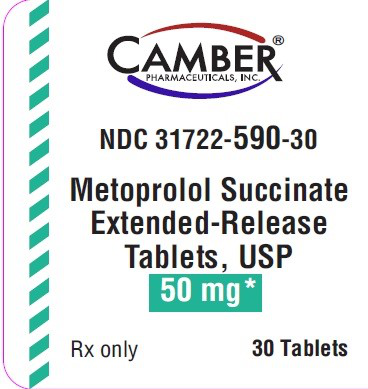 CAMBER®
PHARMACEUTICALS, INC.
NDC 31722-590-30
Metoprolol Succinate
Extended-Release
Tablets, USP
50 mg*
Rx only 30 Tablets